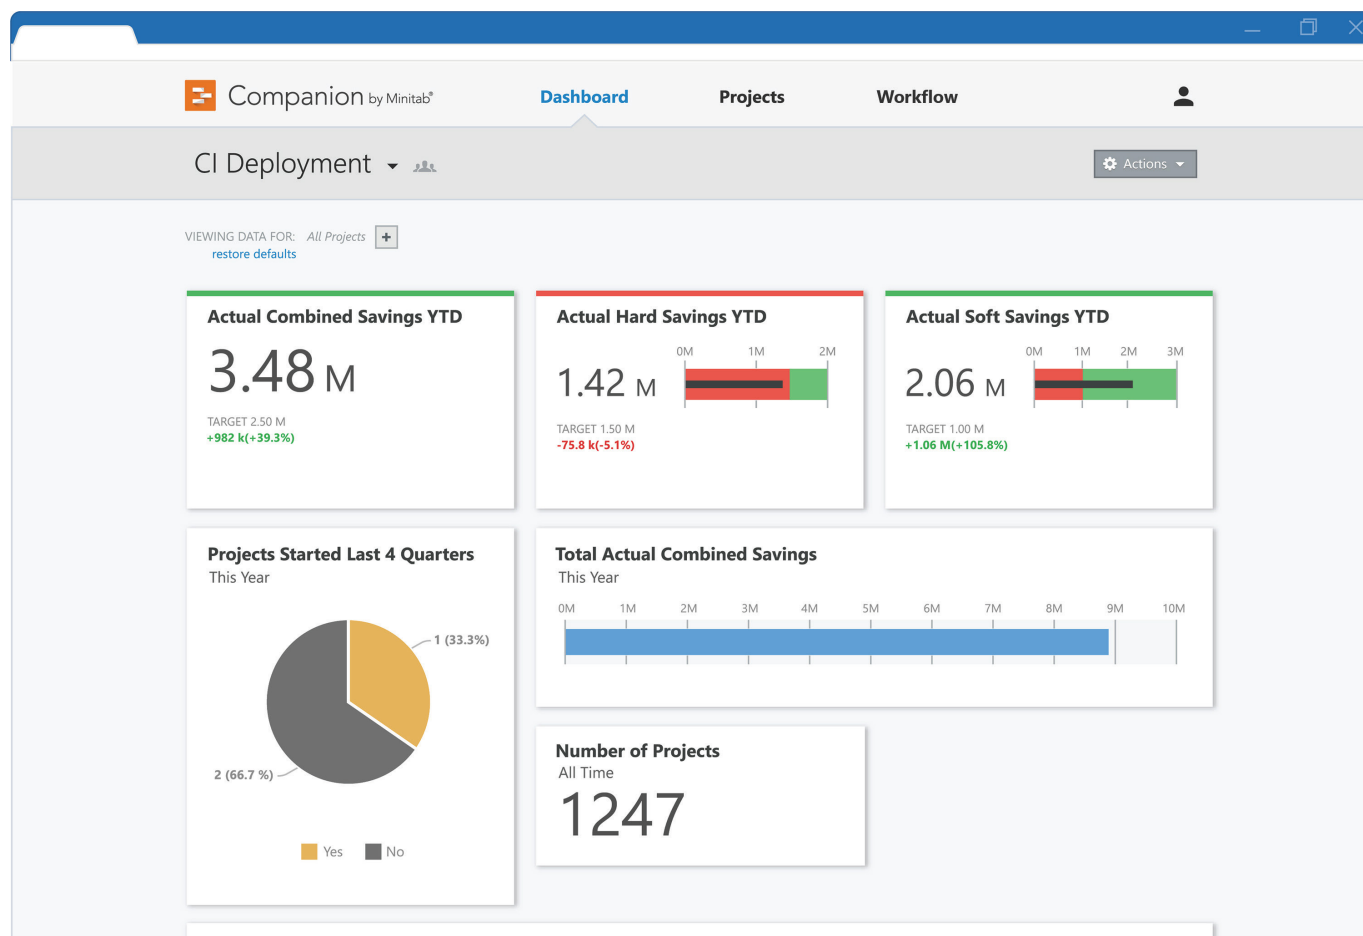 Companion by Minitab®
Dashboard
Projects
Workflow
CI Deployment
Actions
VIEWING DATA FOR: All Projects +
restore defaults
Actual Combined Savings YTD
3.48 M
TARGET 2.50 M
+982 k(+39.3%)
Actual Hard Savings YTD
0M 1M 2M
1.42 M
TARGET 1.50 M
-75.8 k(-5.1%)
Actual Soft Savings YTD
0M 1M 2M 3M
2.06 M
TARGET 1.00 M
+1.06 M(+105.8%)
Projects Started Last 4 Quarters
This Year
1 (33.3%)
2 (66.7 %)
Yes No
Total Actual Combined Savings
This Year
0M 1M 2M 3M 4M 5M 6M 7M 8M 9M 10M
Number of Projects
All Time
1247